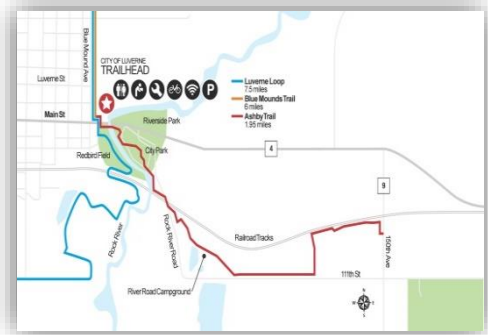 Blue Mound Ave
CITY OF LUVERNE
TRAILHEAD
P
Luverne St
Luverne Loop
7.5 miles
Blue Mounds Trail
6 miles
Ashby Trail
1.95 miles
Main St
Riverside Park
City Park
4
Redbird Field
9
Rock River
Rock River Road
Railroad Tracks
150th Ave
111th St
River Road Campground